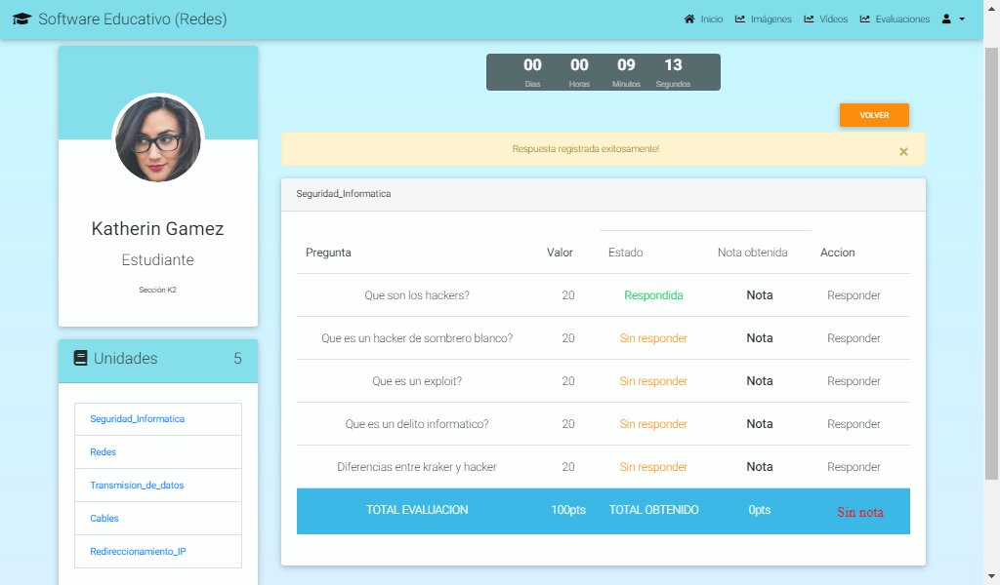 Software Educativo (Redes)
Inicio
Imágenes
Vídeos
Evaluaciones
00 00 09 13
Días Horas Minutos Segundos
VOLVER
Respuesta registrada exitosamente!
×
Katherin Gamez
Estudiante
Sección K2
Unidades 5
Seguridad_Informatica
Redes
Transmision_de_datos
Cables
Redireccionamiento_IP
Seguridad_Informatica
Pregunta Valor Estado Nota obtenida Accion
Que son los hackers? 20 Respondida Nota Responder
Que es un hacker de sombrero blanco? 20 Sin responder Nota Responder
Que es un exploit? 20 Sin responder Nota Responder
Que es un delito informatico? 20 Sin responder Nota Responder
Diferencias entre kraker y hacker 20 Sin responder Nota Responder
TOTAL EVALUACION 100pts TOTAL OBTENIDO 0pts Sin nota